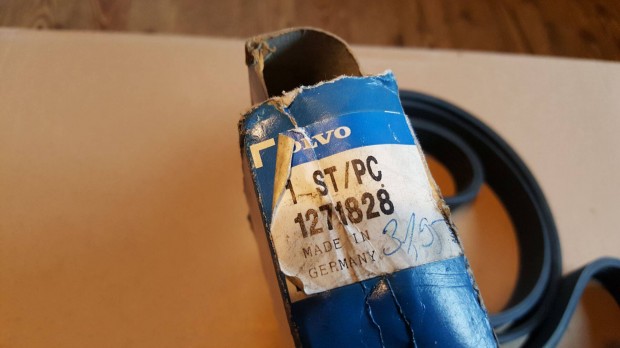 VOLVO
1 ST/PC
1271828
MADE IN
GERMANY